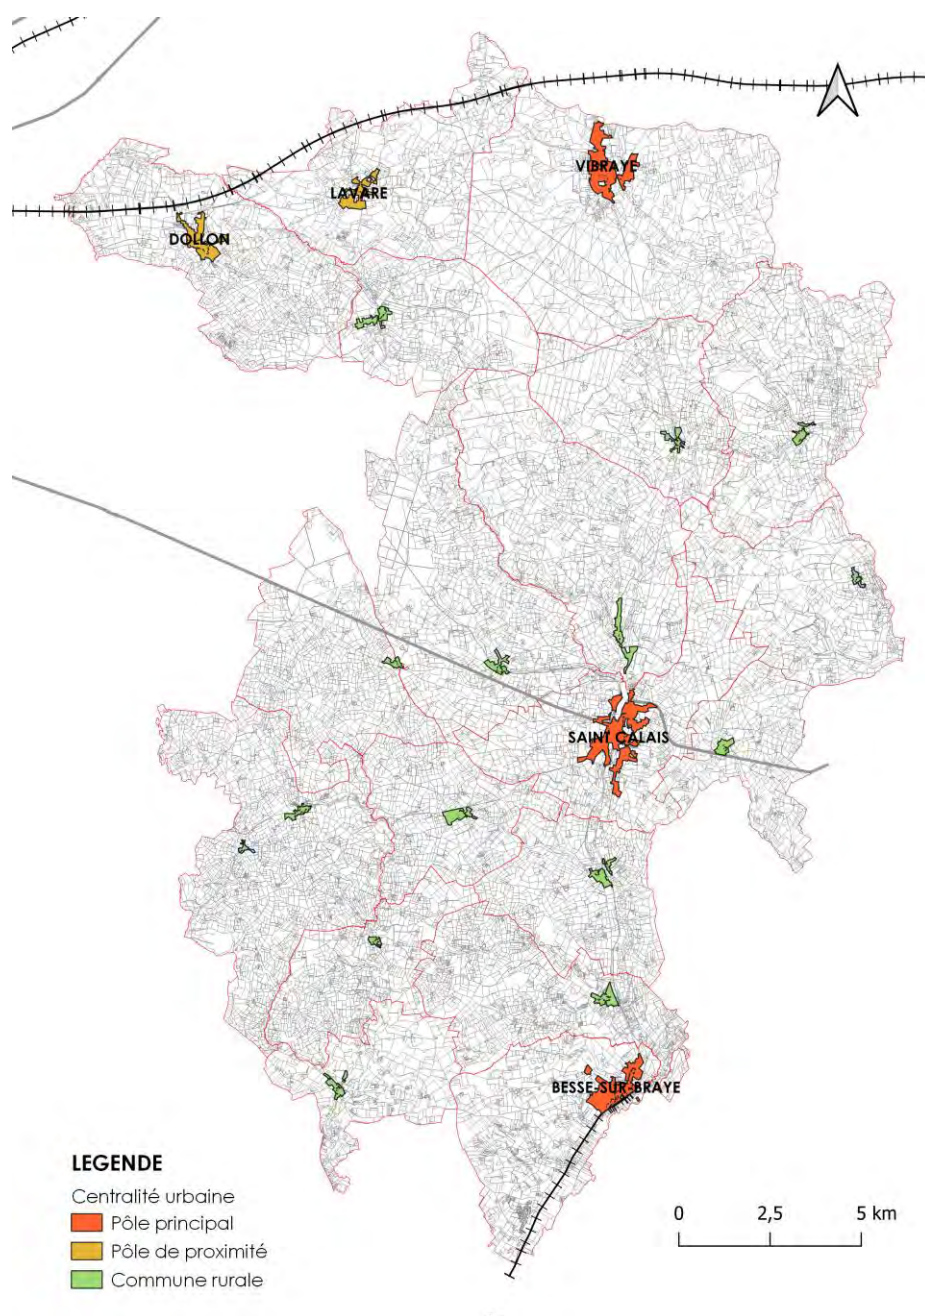 VIBRAYE
LAVARE
DOLLON
SAINT CALAIS
BESSE-SUR-BRAYE
LEGENDE
Centralité urbaine
Pôle principal
Pôle de proximité
Commune rurale
0 2,5 5 km